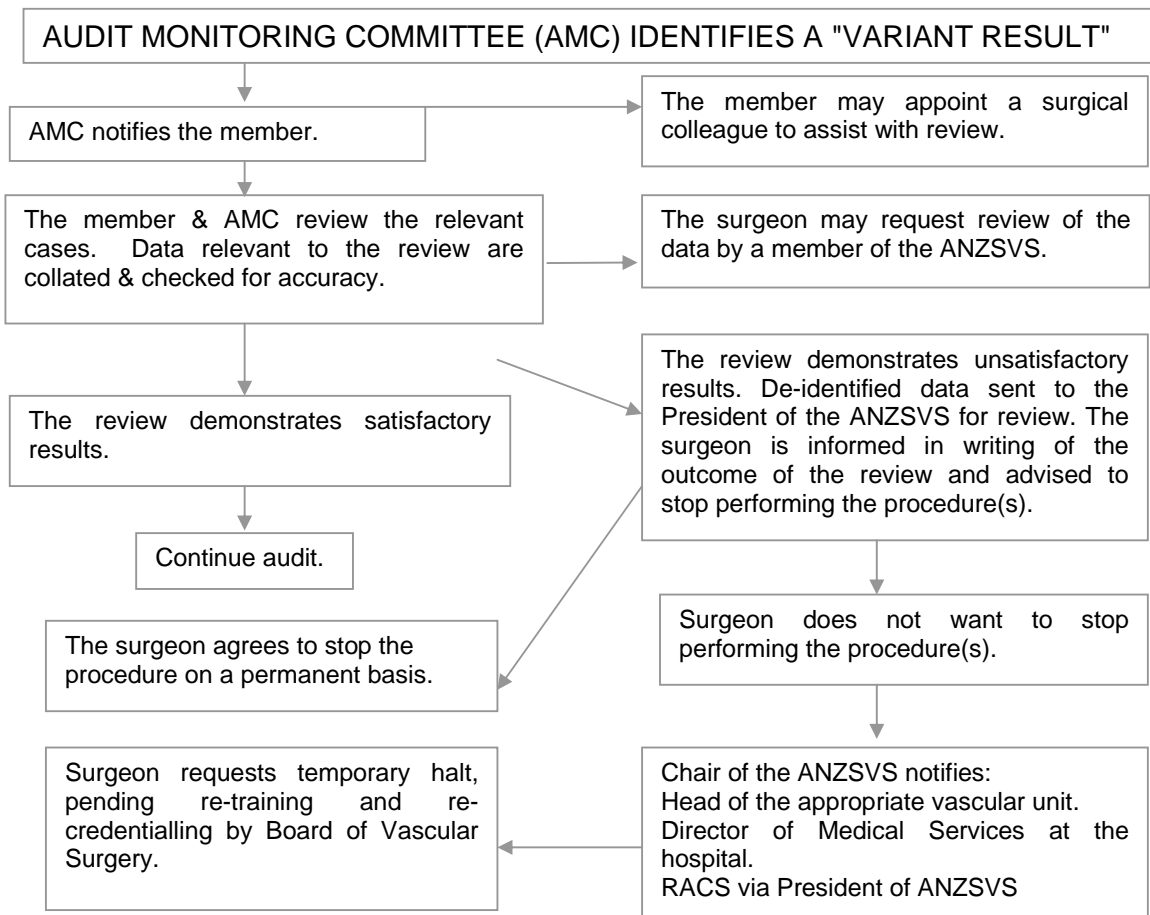 AUDIT MONITORING COMMITTEE (AMC) IDENTIFIES A "VARIANT RESULT"
AMC notifies the member.
The member may appoint a surgical
colleague to assist with review.
The member & AMC review the relevant
cases. Data relevant to the review are
collated & checked for accuracy.
The surgeon may request review of the
data by a member of the ANZSVS.
The review demonstrates satisfactory
results.
The review demonstrates unsatisfactory
results. De-identified data sent to the
President of the ANZSVS for review. The
surgeon is informed in writing of the
outcome of the review and advised to
stop performing the procedure(s).
Continue audit.
The surgeon agrees to stop the
procedure on a permanent basis.
Surgeon does not want to stop
performing the procedure(s).
Surgeon requests temporary halt,
pending re-training and re-
credentialling by Board of Vascular
Surgery.
Chair of the ANZSVS notifies:
Head of the appropriate vascular unit.
Director of Medical Services at the
hospital.
RACS via President of ANZSVS